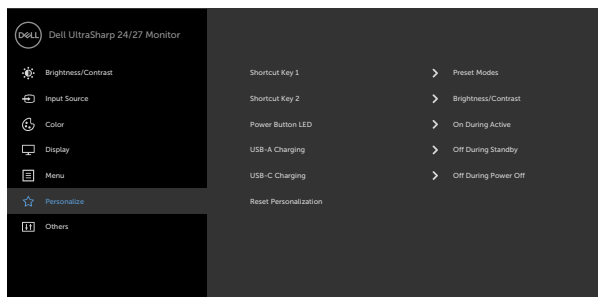 DELL Dell UltraSharp 24/27 Monitor
Brightness/Contrast Shortcut Key 1 Preset Modes
Input Source Shortcut Key 2 Brightness/Contrast
Color Power Button LED On During Active
Display USB-A Charging Off During Standby
Menu USB-C Charging Off During Power Off
Personalize Reset Personalization
Others